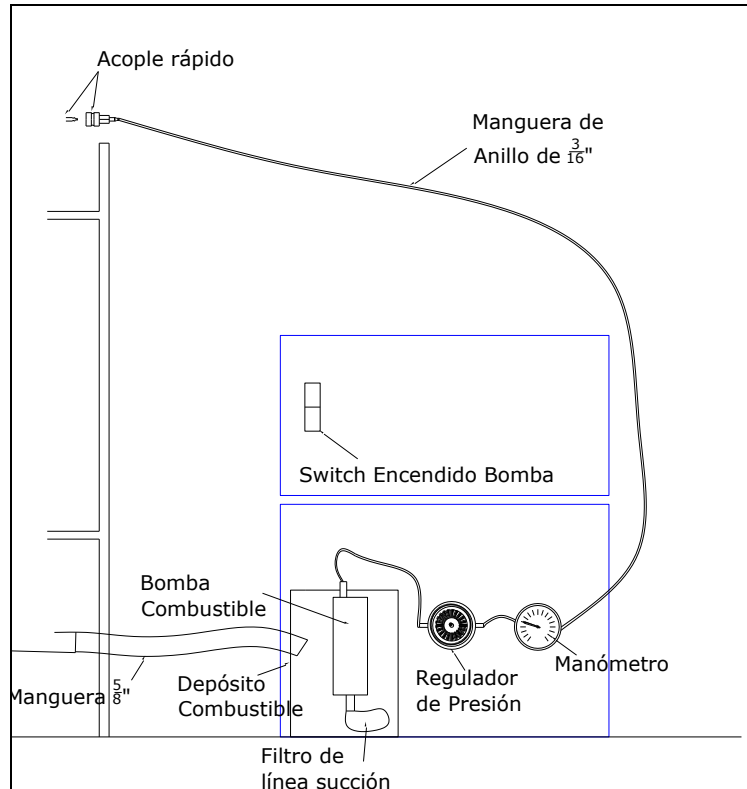 Acople rápido
Manguera de
Anillo de 3/16"
Switch Encendido Bomba
Bomba
Combustible
Manguera 5/8"
Depósito
Combustible
Regulador
de Presión
Manómetro
Filtro de
línea succión